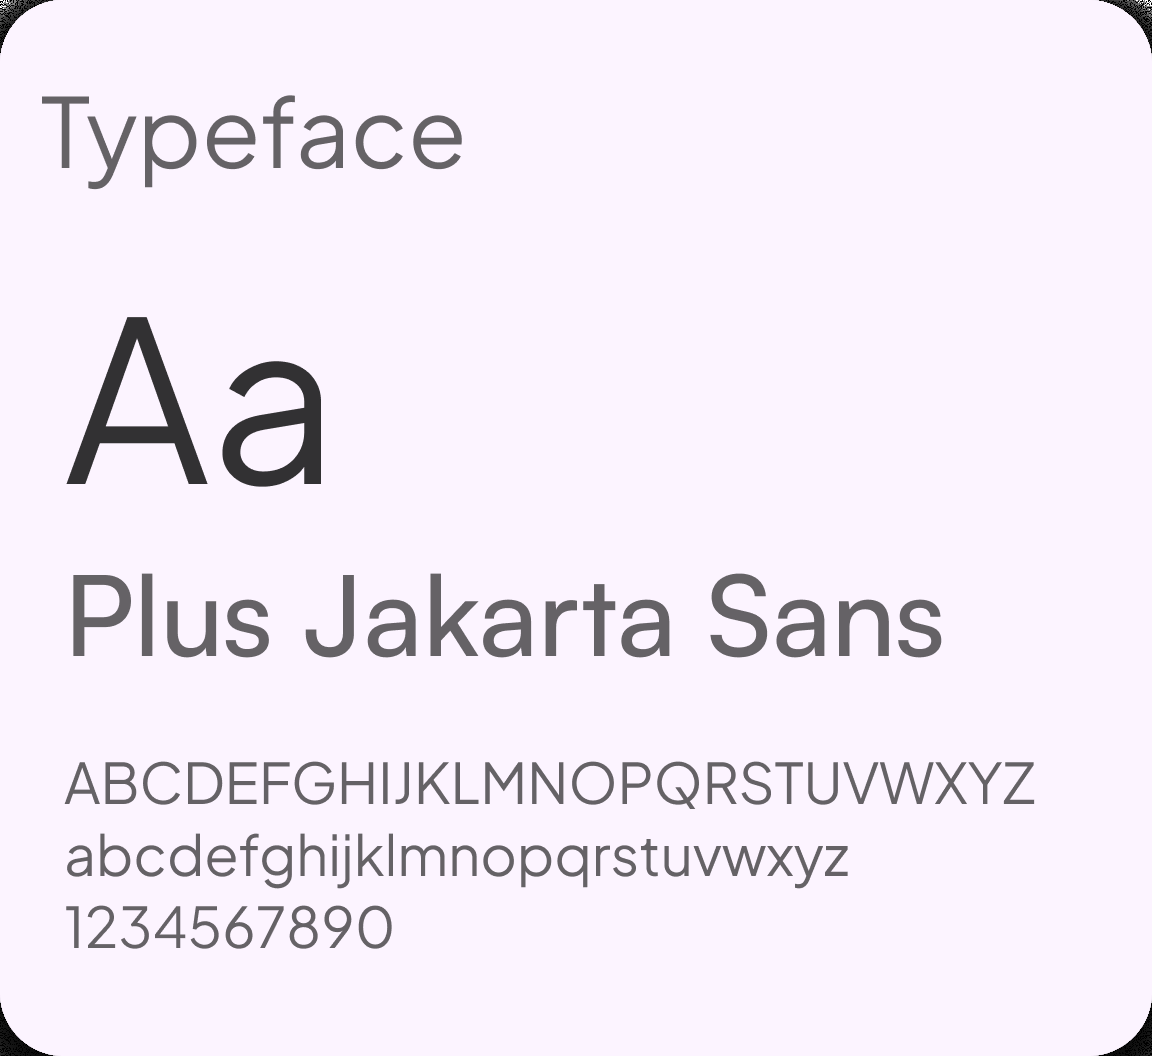 Typeface
Aa
Plus Jakarta Sans
ABCDEFGHIJKLMNOPQRSTUVWXYZ
abcdefghijklmnopqrstuvwxyz
1234567890